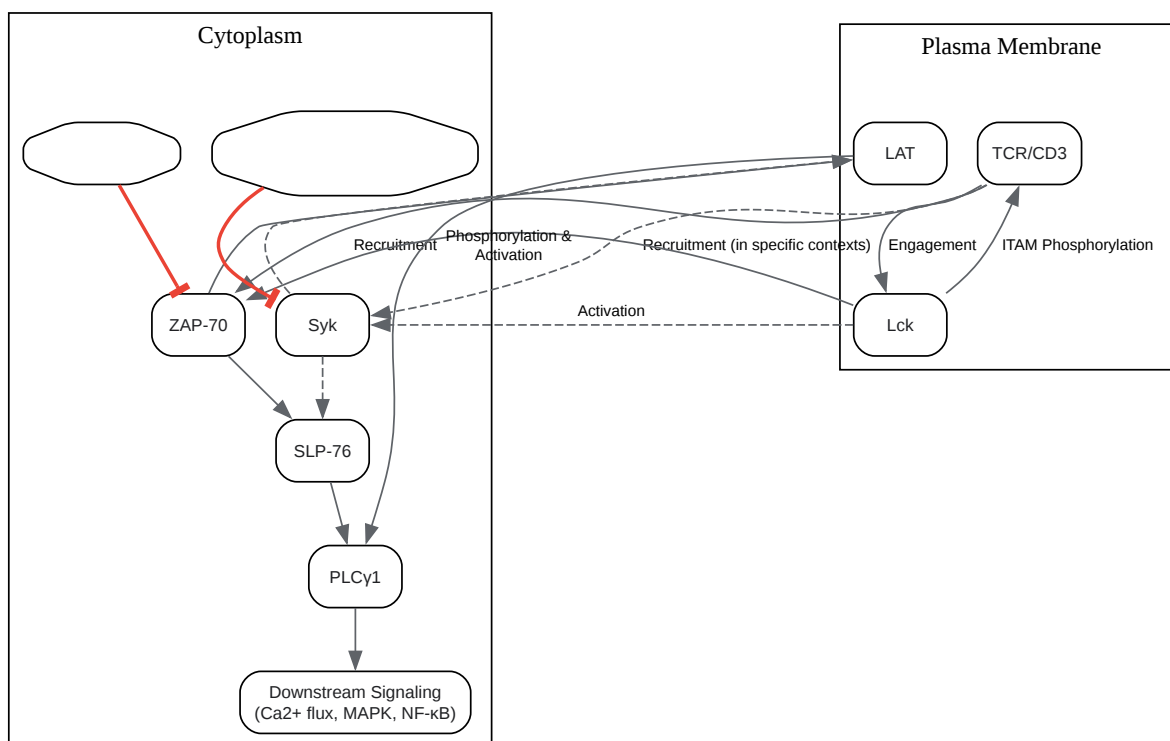 Cytoplasm
Plasma Membrane
LAT
TCR/CD3
Recruitment
Phosphorylation &
Activation
Recruitment (in specific contexts)
Engagement
ITAM Phosphorylation
ZAP-70
Syk
Activation
Lck
SLP-76
PLCγ1
Downstream Signaling
(Ca2+ flux, MAPK, NF-κB)